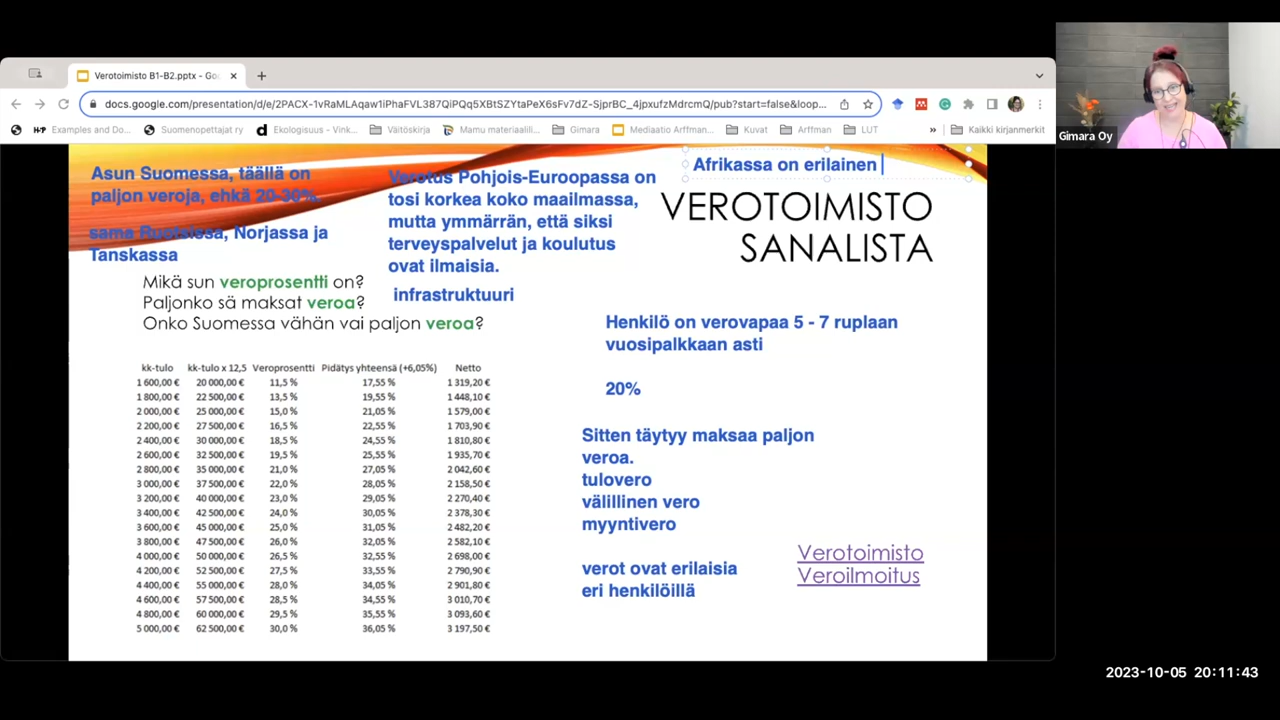 Verotoimisto B1-B2.pptx - Go
docs.google.com/presentation/d/e/2PACX-1vRaMLAqaw1iPhaFVL387QiPQq5XBtSZYtaPeX6sFv7dZ-SjprBC_4jpxufzMdrcmQ/pub?start=false&loop...
Examples and Do...
Suomenopettajat ry
Ekologisuus - Vink...
Väitöskirja
Mamu materiaalil...
Gimara
Mediaatio Arffman...
Kuvat
Arffman
LUT
»
Kaikki kirjanmerkit
Gimara Oy
Asun Suomessa, täällä on
paljon veroja, ehkä 20-30%.
sama Ruotsissa, Norjassa ja
Tanskassa
Verotus Pohjois-Euroopassa on
tosi korkea koko maailmassa,
mutta ymmärrän, että siksi
terveyspalvelut ja koulutus
ovat ilmaisia.
infrastruktuuri
Afrikassa on erilainen
VEROTOIMISTO
SANALISTA
Mikä sun veroprosentti on?
Paljonko sä maksat veroa?
Onko Suomessa vähän vai paljon veroa?
Henkilö on verovapaa 5 - 7 ruplaan
vuosipalkkaan asti
20%
Sitten täytyy maksaa paljon
veroa.
tulovero
välillinen vero
myyntivero
verot ovat erilaisia
eri henkilöillä
Verotoimisto
Veroilmoitus
kk-tulo kk-tulo x 12,5 Veroprosentti Pidätys yhteensä (+6,05%) Netto
1 600,00 € 20 000,00 € 11,5 % 17,55 % 1 319,20 €
1 800,00 € 22 500,00 € 13,5 % 19,55 % 1 448,10 €
2 000,00 € 25 000,00 € 15,0 % 21,05 % 1 579,00 €
2 200,00 € 27 500,00 € 16,5 % 22,55 % 1 703,90 €
2 400,00 € 30 000,00 € 18,5 % 24,55 % 1 810,80 €
2 600,00 € 32 500,00 € 19,5 % 25,55 % 1 935,70 €
2 800,00 € 35 000,00 € 21,0 % 27,05 % 2 042,60 €
3 000,00 € 37 500,00 € 22,0 % 28,05 % 2 158,50 €
3 200,00 € 40 000,00 € 23,0 % 29,05 % 2 270,40 €
3 400,00 € 42 500,00 € 24,0 % 30,05 % 2 378,30 €
3 600,00 € 45 000,00 € 25,0 % 31,05 % 2 482,20 €
3 800,00 € 47 500,00 € 26,0 % 32,05 % 2 582,10 €
4 000,00 € 50 000,00 € 26,5 % 32,55 % 2 698,00 €
4 200,00 € 52 500,00 € 27,5 % 33,55 % 2 790,90 €
4 400,00 € 55 000,00 € 28,0 % 34,05 % 2 901,80 €
4 600,00 € 57 500,00 € 28,5 % 34,55 % 3 010,70 €
4 800,00 € 60 000,00 € 29,5 % 35,55 % 3 093,60 €
5 000,00 € 62 500,00 € 30,0 % 36,05 % 3 197,50 €
2023-10-05 20:11:43